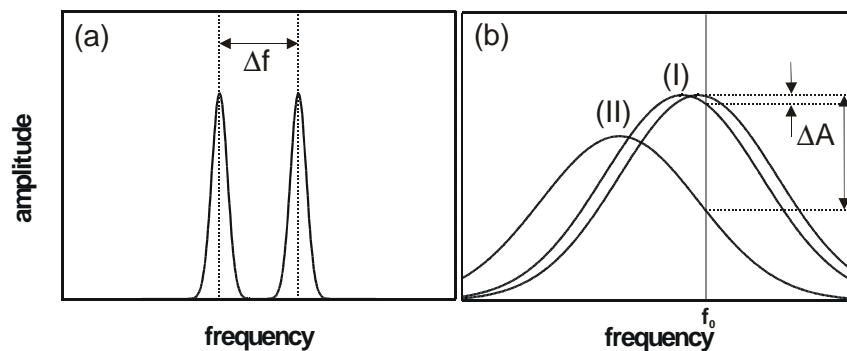 (a)
Δf
amplitude
frequency
(b)
(I)
(II)
ΔA
f₀
frequency